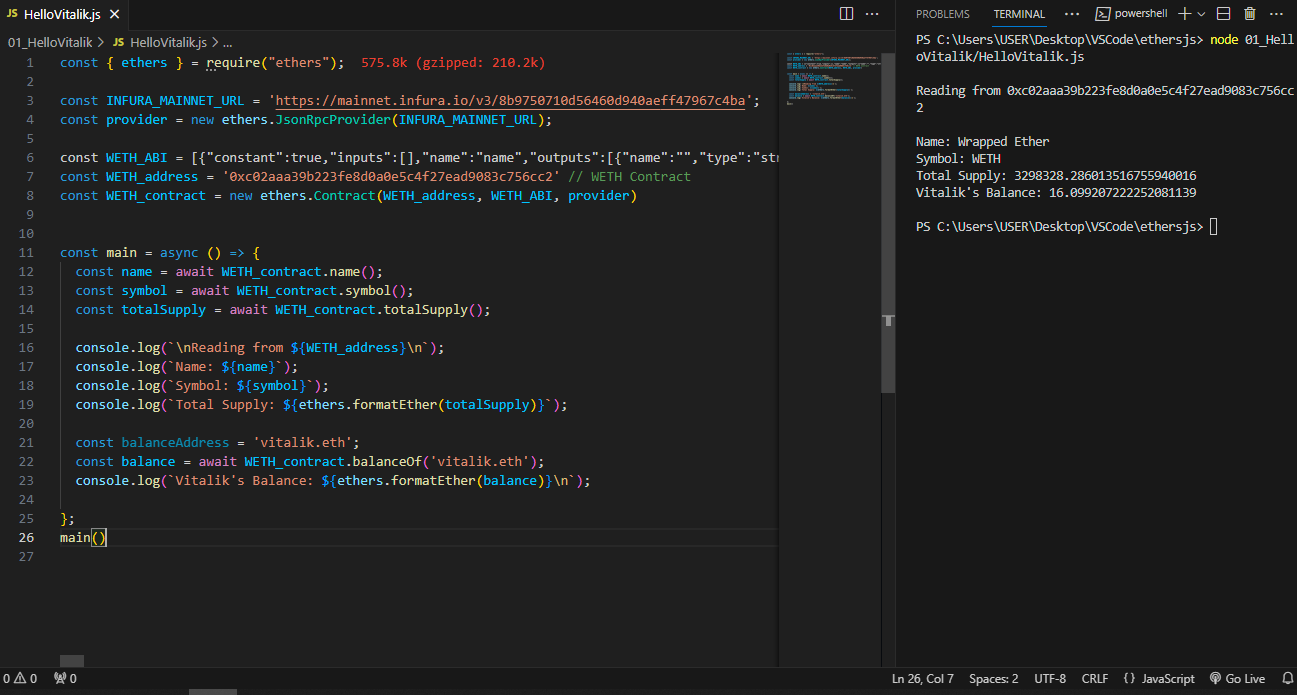 JS HelloVitalik.js
01_HelloVitalik > JS HelloVitalik.js > ...
1 const { ethers } = require("ethers"); 575.8k (gzipped: 210.2k)
2
3 const INFURA_MAINNET_URL = 'https://mainnet.infura.io/v3/8b9750710d56460d940aeff47967c4ba';
4 const provider = new ethers.JsonRpcProvider(INFURA_MAINNET_URL);
5
6 const WETH_ABI = [{"constant":true,"inputs":[],"name":"name","outputs":[{"name":"","type":"str
7 const WETH_address = '0xc02aaa39b223fe8d0a0e5c4f27ead9083c756cc2' // WETH Contract
8 const WETH_contract = new ethers.Contract(WETH_address, WETH_ABI, provider)
9
10
11 const main = async () => {
12 const name = await WETH_contract.name();
13 const symbol = await WETH_contract.symbol();
14 const totalSupply = await WETH_contract.totalSupply();
15
16 console.log(`\nReading from ${WETH_address}\n`);
17 console.log(`Name: ${name}`);
18 console.log(`Symbol: ${symbol}`);
19 console.log(`Total Supply: ${ethers.formatEther(totalSupply)}`);
20
21 const balanceAddress = 'vitalik.eth';
22 const balance = await WETH_contract.balanceOf('vitalik.eth');
23 console.log(`Vitalik's Balance: ${ethers.formatEther(balance)}\n`);
24
25 };
26 main()
27
PROBLEMS TERMINAL ... powershell
PS C:\Users\USER\Desktop\VSCode\ethersjs> node 01_Hell
oVitalik/HelloVitalik.js
Reading from 0xc02aaa39b223fe8d0a0e5c4f27ead9083c756cc
2
Name: Wrapped Ether
Symbol: WETH
Total Supply: 3298328.286013516755940016
Vitalik's Balance: 16.099207222252081139
PS C:\Users\USER\Desktop\VSCode\ethersjs>
0 0 0 Ln 26, Col 7 Spaces: 2 UTF-8 CRLF {} JavaScript Go Live